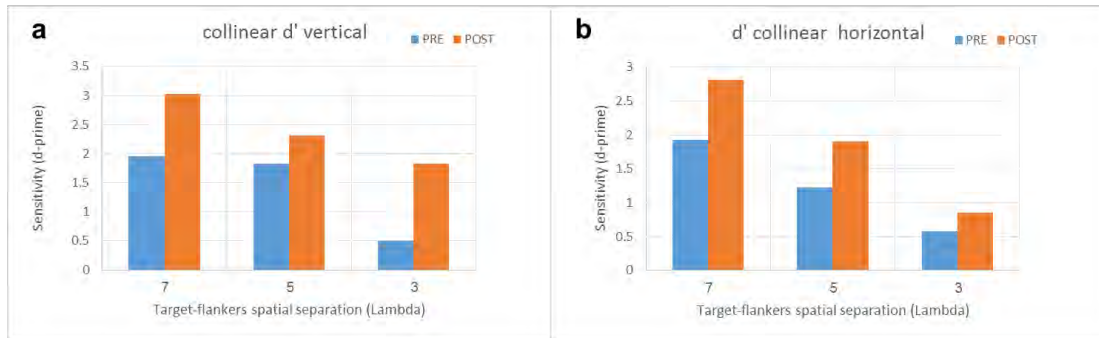 a
collinear d' vertical
PRE POST
3.5
3
2.5
2
1.5
1
0.5
0
Sensitivity (d-prime)
7 5 3
Target-flankers spatial separation (Lambda)
b
d' collinear horizontal
PRE POST
3
2.5
2
1.5
1
0.5
0
Sensitivity (d-prime)
7 5 3
Target-flankers spatial separation (Lambda)